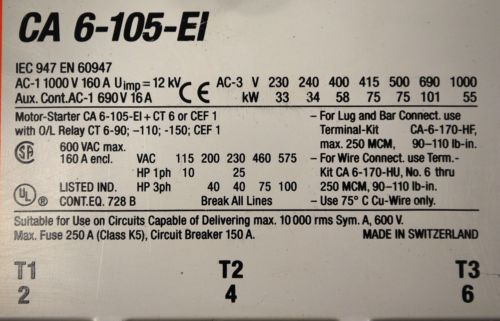 CA 6-105-EI
IEC 947 EN 60947
AC-1 1000 V 160 A Uimp = 12 kV CE AC-3 V 230 240 400 415 500 690 1000
Aux. Cont. AC-1 690 V 16 A kW 33 34 58 75 75 101 55
Motor-Starter CA 6-105-EI + CT 6 or CEF 1
with O/L Relay CT 6-90; -110; -150; CEF 1
SA 600 VAC max.
160 A encl. VAC 115 200 230 460 575
HP 1ph 10 25
UL LISTED IND. HP 3ph 40 40 75 100
CONT.EQ. 728 B Break All Lines
- For Lug and Bar Connect. use
Terminal-Kit CA-6-170-HF,
max. 250 MCM, 90-110 lb-in.
- For Wire Connect. use Term.-
Kit CA-6-170-HU, No. 6 thru
250 MCM, 90-110 lb-in.
- Use 75° C Cu-Wire only.
Suitable for Use on Circuits Capable of Delivering max. 10 000 rms Sym. A, 600 V.
Max. Fuse 250 A (Class K5), Circuit Breaker 150 A. MADE IN SWITZERLAND
T1 T2 T3
2 4 6